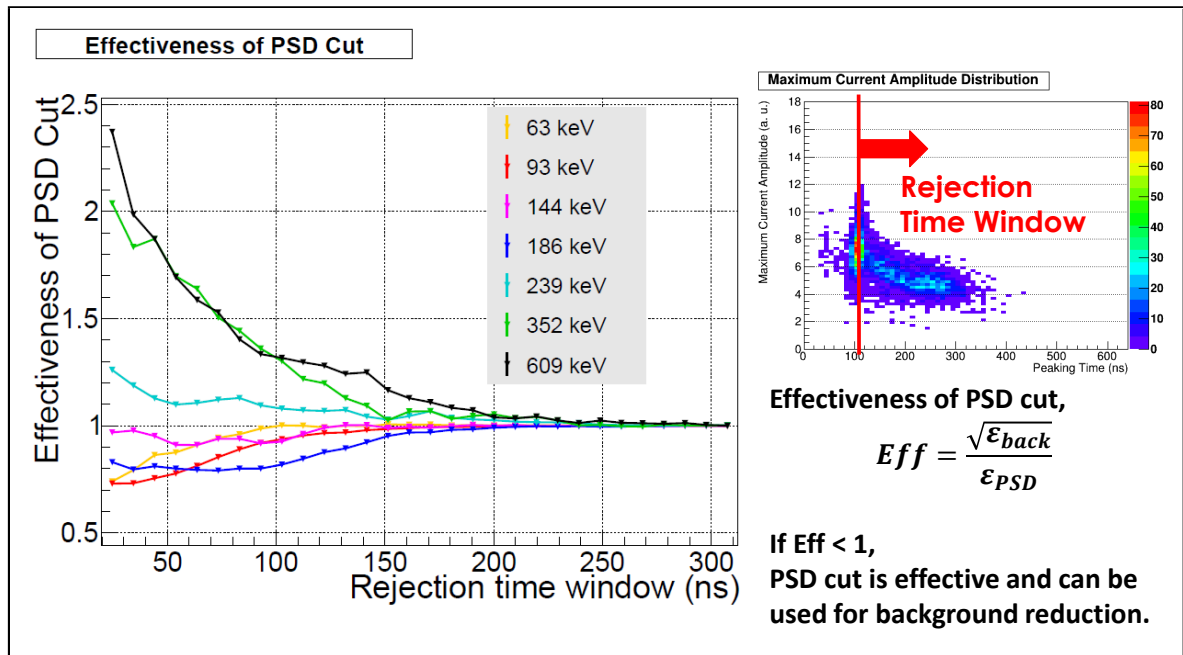 Effectiveness of PSD Cut
Effectiveness of PSD Cut
2.5
2
1.5
1
0.5
50
100
150
200
250
300
Rejection time window (ns)
63 keV
93 keV
144 keV
186 keV
239 keV
352 keV
609 keV
Maximum Current Amplitude Distribution
Maximum Current Amplitude (a. u.)
18
16
14
12
10
8
6
4
2
0
0
100
200
300
400
500
600
Peaking Time (ns)
80
70
60
50
40
30
20
10
0
Rejection
Time Window
Effectiveness of PSD cut,
Eff = √ε_back / ε_PSD
If Eff < 1,
PSD cut is effective and can be
used for background reduction.